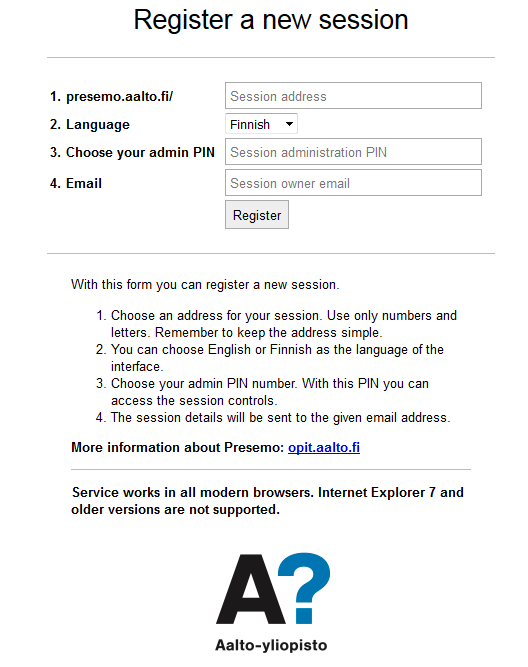 Register a new session
1. presemo.aalto.fi/ Session address
2. Language Finnish
3. Choose your admin PIN Session administration PIN
4. Email Session owner email
Register
With this form you can register a new session.
1. Choose an address for your session. Use only numbers and
letters. Remember to keep the address simple.
2. You can choose English or Finnish as the language of the
interface.
3. Choose your admin PIN number. With this PIN you can
access the session controls.
4. The session details will be sent to the given email address.
More information about Presemo: opit.aalto.fi
Service works in all modern browsers. Internet Explorer 7 and
older versions are not supported.
A?
Aalto-yliopisto